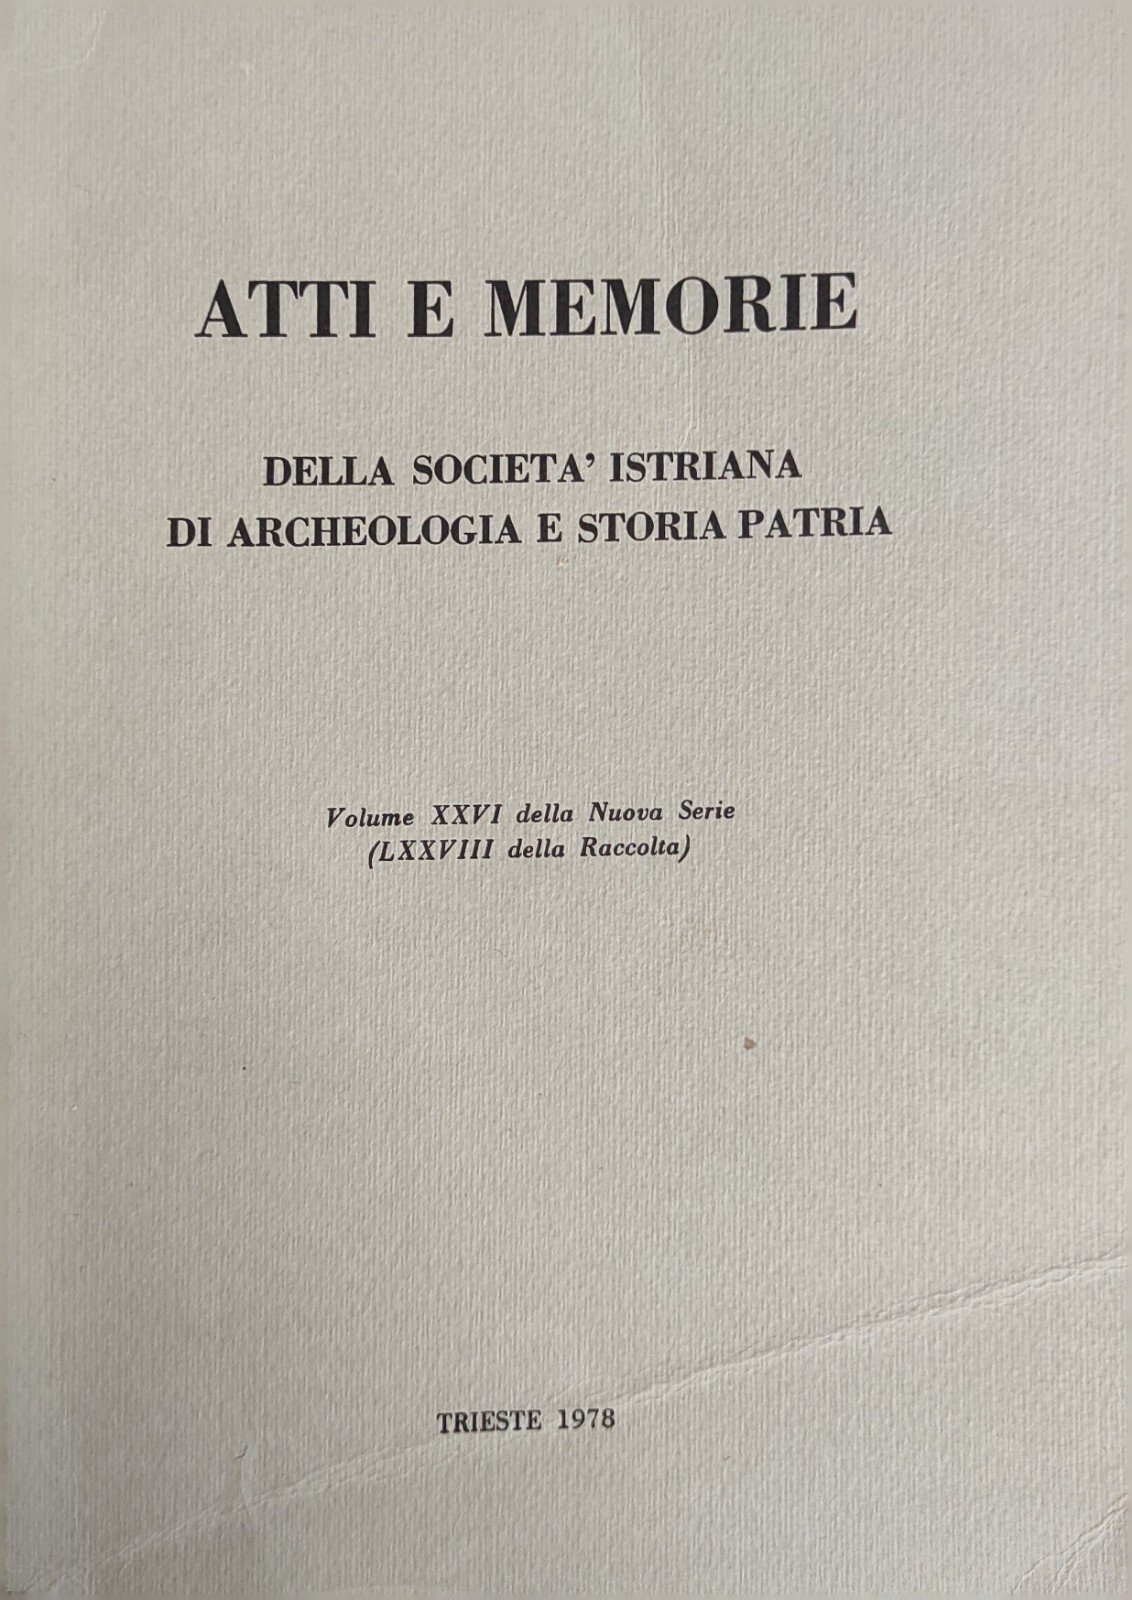 ATTI E MEMORIE
DELLA SOCIETA' ISTRIANA
DI ARCHEOLOGIA E STORIA PATRIA
Volume XXVI della Nuova Serie
(LXXVIII della Raccolta)
TRIESTE 1978